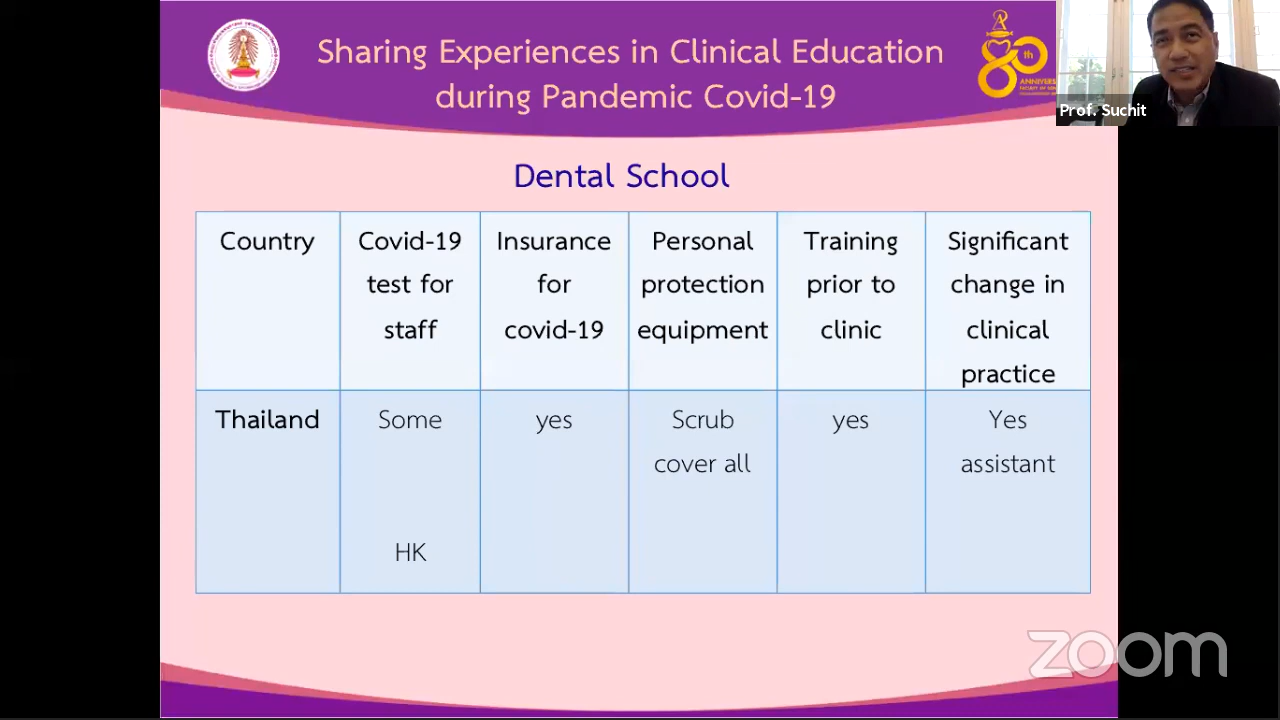 Sharing Experiences in Clinical Education
during Pandemic Covid-19
80
th
Prof. Suchit
Dental School
Country
Covid-19
test for
staff
Insurance
for
covid-19
Personal
protection
equipment
Training
prior to
clinic
Significant
change in
clinical
practice
Thailand
Some
HK
yes
Scrub
cover all
yes
Yes
assistant
zoom